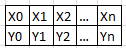 X0 X1 X2 ... Xn
Y0 Y1 Y2 ... Yn